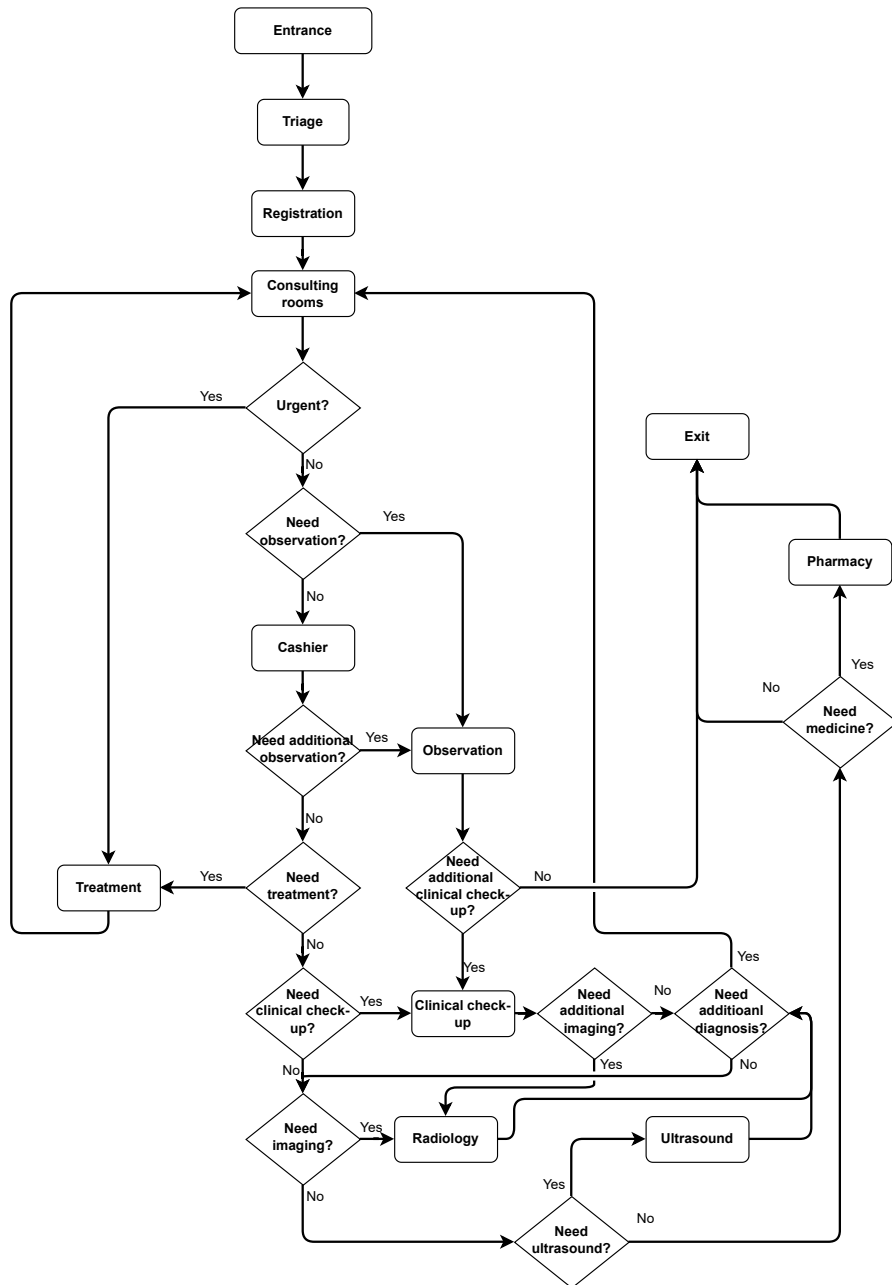 Entrance
Triage
Registration
Consulting
rooms
Yes
Urgent?
No
Exit
Need
observation?
Yes
No
Pharmacy
Cashier
Yes
No
Need
medicine?
Need additional
observation?
Yes
Observation
No
Treatment
Yes
Need
treatment?
Need
additional
clinical check-
up?
No
No
Yes
Yes
Need
clinical check-
up?
Yes
Clinical check-
up
Need
additional
imaging?
No
Need
additioanl
diagnosis?
No
Yes
No
Need
imaging?
Yes
Radiology
Ultrasound
No
Yes
Need
ultrasound?
No